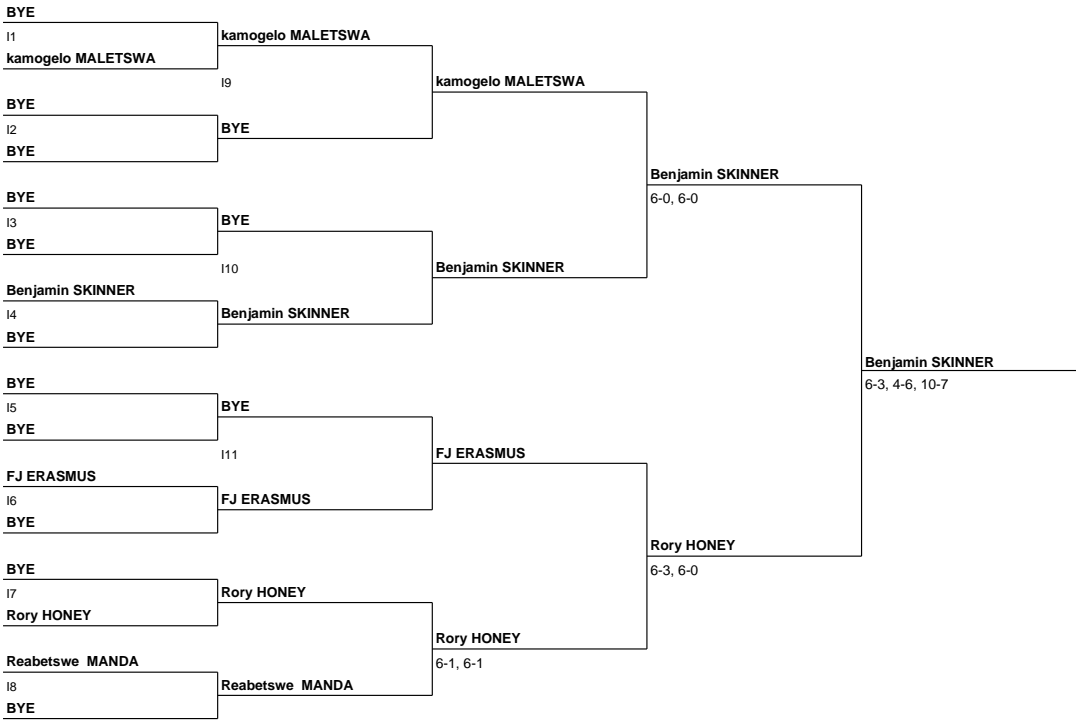 BYE
I1
kamogelo MALETSWA
BYE
I2
BYE
BYE
I3
BYE
Benjamin SKINNER
I4
BYE
BYE
I5
BYE
FJ ERASMUS
I6
BYE
BYE
I7
Rory HONEY
Reabetswe  MANDA
I8
BYE
kamogelo MALETSWA
I9
BYE
BYE
I10
Benjamin SKINNER
BYE
I11
FJ ERASMUS
Rory HONEY
Reabetswe  MANDA
kamogelo MALETSWA
Benjamin SKINNER
FJ ERASMUS
Rory HONEY
6-1, 6-1
Benjamin SKINNER
6-0, 6-0
Rory HONEY
6-3, 6-0
Benjamin SKINNER
6-3, 4-6, 10-7